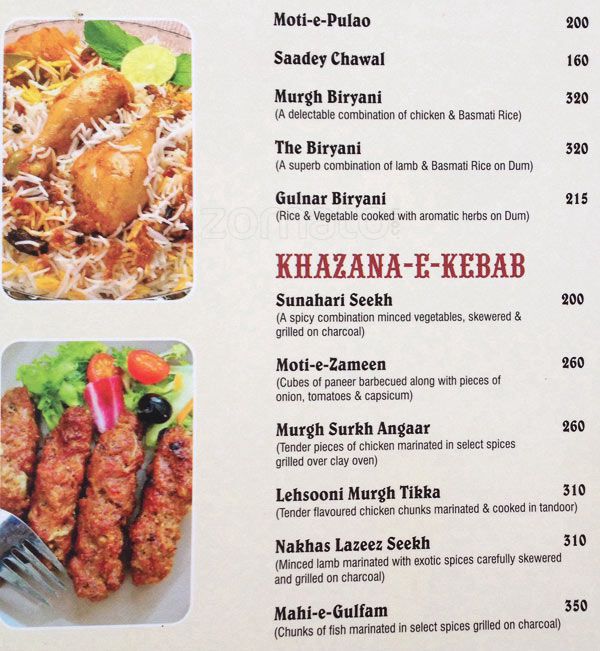 Moti-e-Pulao 200
Saadey Chawal 160
Murgh Biryani 320
(A delectable combination of chicken & Basmati Rice)
The Biryani 320
(A superb combination of lamb & Basmati Rice on Dum)
Gulnar Biryani 215
(Rice & Vegetable cooked with aromatic herbs on Dum)
zomato
KHAZANA-E-KEBAB
Sunahari Seekh 200
(A spicy combination minced vegetables, skewered &
grilled on charcoal)
Moti-e-Zameen 260
(Cubes of paneer barbecued along with pieces of
onion, tomatoes & capsicum)
Murgh Surkh Angaar 260
(Tender pieces of chicken marinated in select spices
grilled over clay oven)
Lehsooni Murgh Tikka 310
(Tender flavoured chicken chunks marinated & cooked in tandoor)
Nakhas Lazeez Seekh 310
(Minced lamb marinated with exotic spices carefully skewered
and grilled on charcoal)
Mahi-e-Gulfam 350
(Chunks of fish marinated in select spices grilled on charcoal)